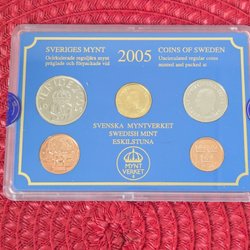 SVERIGES MYNT
Ocirkulerade reguljära mynt
präglade och förpackade vid
2005
COINS OF SWEDEN
Uncirculated regular coins
minted and packed at
SVENSKA MYNTVERKET
SWEDISH MINT
ESKILSTUNA
MYNT
VERKET